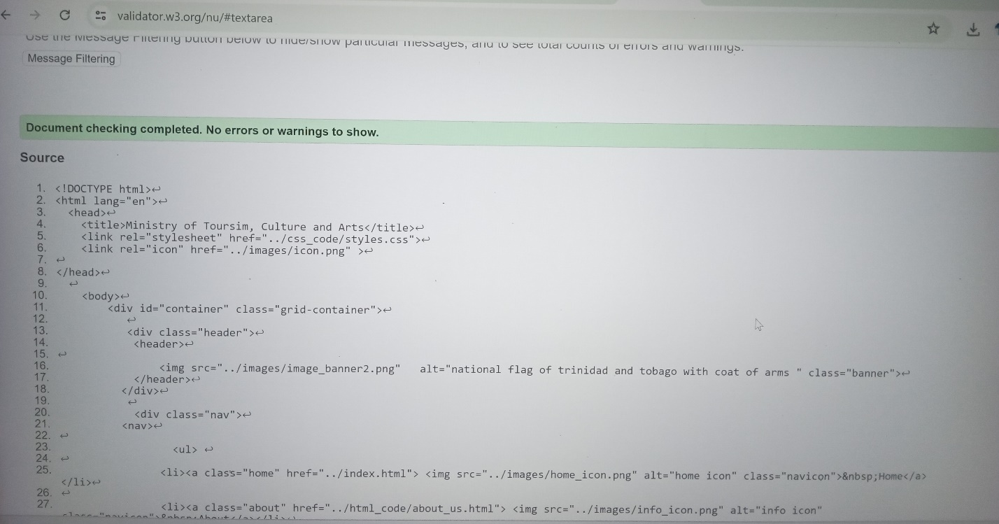 validator.w3.org/nu/#textarea
Use the Message Filtering button below to hide/show particular messages, and to see total counts of errors and warnings.
Message Filtering
Document checking completed. No errors or warnings to show.
Source
1. <!DOCTYPE html>↩
2. <html lang="en">↩
3. <head>↩
4. <title>Ministry of Toursim, Culture and Arts</title>↩
5. <link rel="stylesheet" href="../css_code/styles.css">↩
6. <link rel="icon" href="../images/icon.png" >↩
7. ↩
8. </head>↩
9. ↩
10. <body>↩
11. <div id="container" class="grid-container">↩
12. ↩
13. <div class="header">↩
14. <header>↩
15. ↩
16. <img src="../images/image_banner2.png" alt="national flag of trinidad and tobago with coat of arms " class="banner">↩
17. </header>↩
18. </div>↩
19. ↩
20. <div class="nav">↩
21. <nav>↩
22. ↩
23. <ul> ↩
24. ↩
25. <li><a class="home" href="../index.html"> <img src="../images/home_icon.png" alt="home icon" class="navicon">&nbsp;Home</a>
</li>↩
26. ↩
27. <li><a class="about" href="../html_code/about_us.html"> <img src="../images/info_icon.png" alt="info icon"
class="navicon">&nbsp;About</a></li>↩